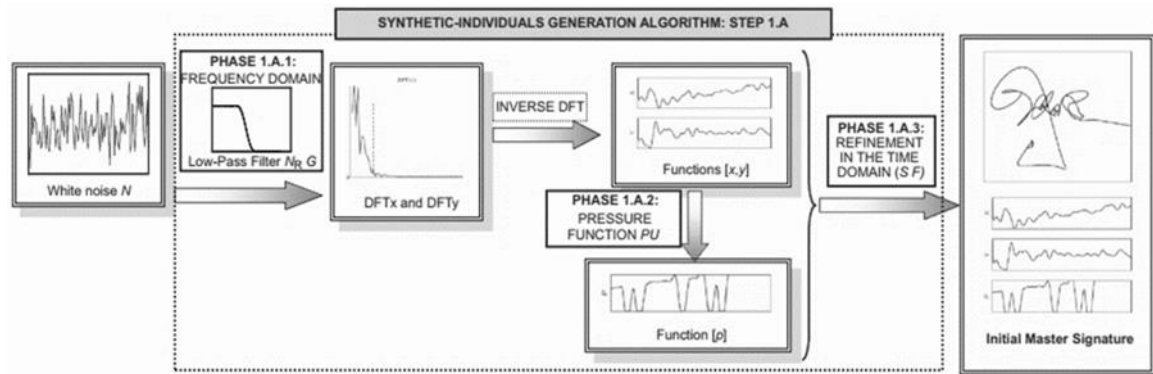 SYNTHETIC-INDIVIDUALS GENERATION ALGORITHM: STEP 1.A
White noise N
PHASE 1.A.1:
FREQUENCY DOMAIN
Low-Pass Filter NR G
DFTx and DFTy
INVERSE DFT
Functions [x,y]
PHASE 1.A.2:
PRESSURE
FUNCTION PU
Function [p]
PHASE 1.A.3:
REFINEMENT
IN THE TIME
DOMAIN (S F)
Initial Master Signature